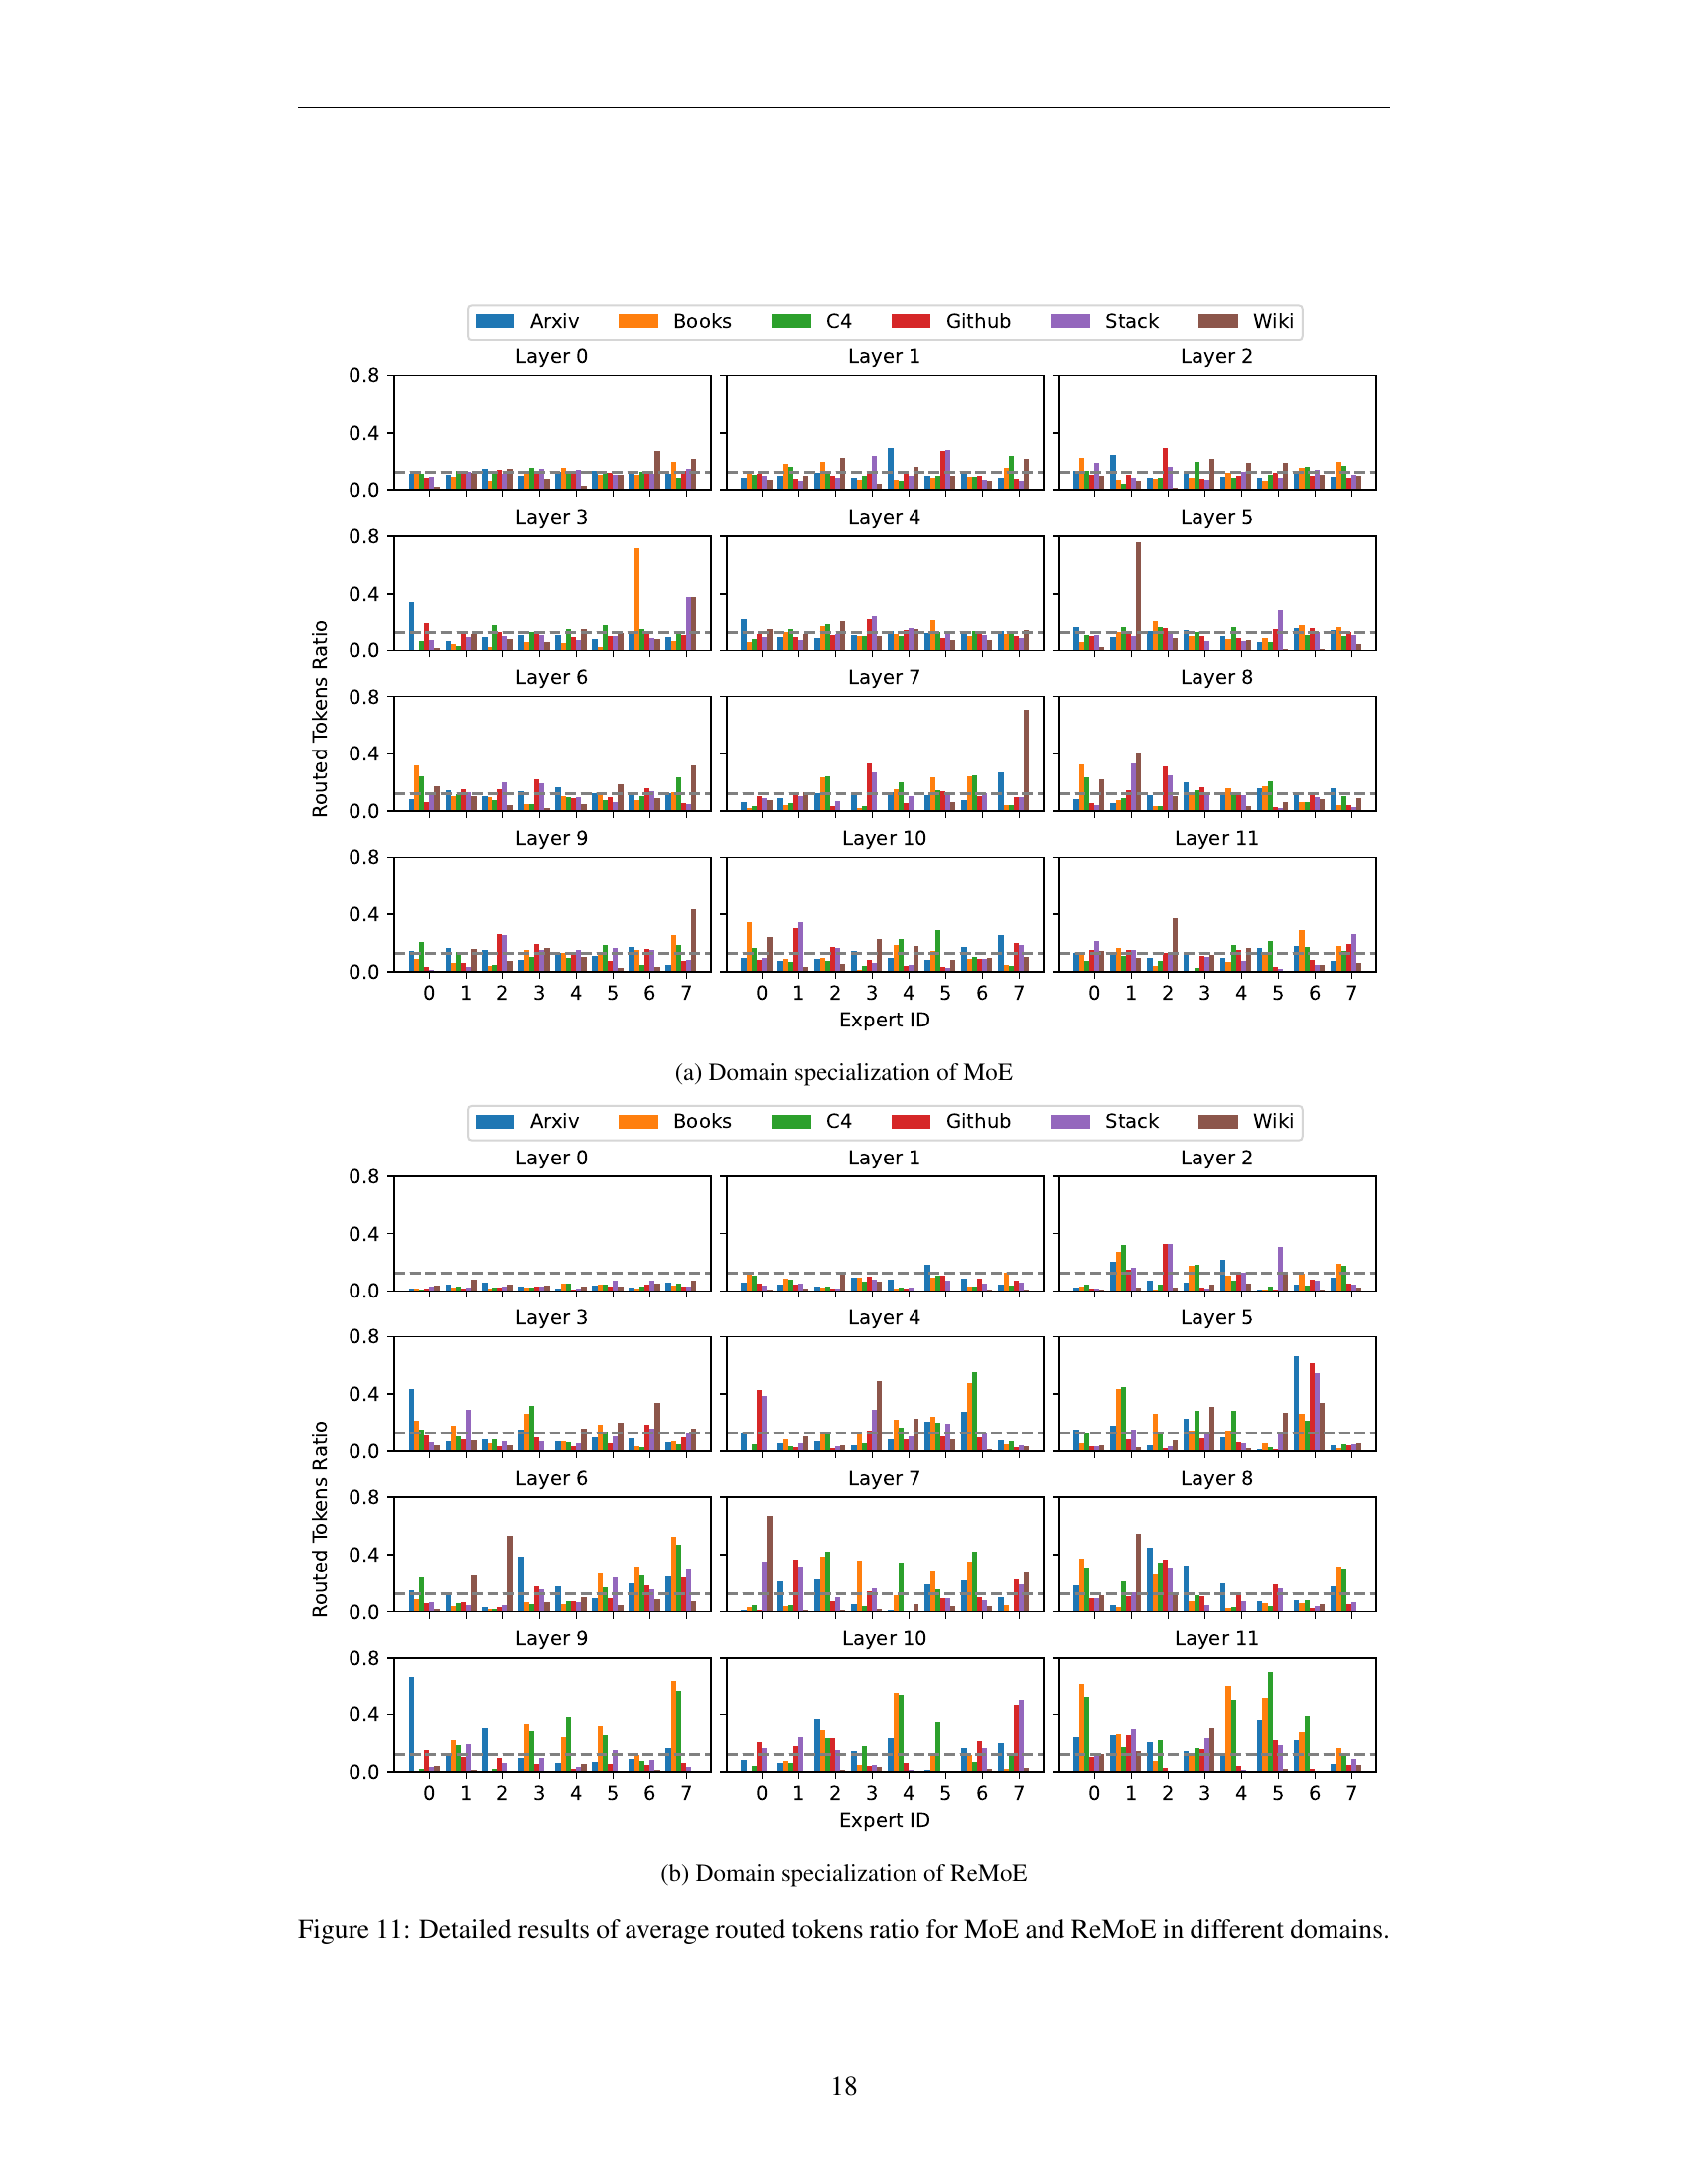 Arxiv Books C4 Github Stack Wiki
Layer 0 Layer 1 Layer 2
0.8
0.4
0.0
Layer 3 Layer 4 Layer 5
0.8
0.4
0.0
Layer 6 Layer 7 Layer 8
0.8
0.4
0.0
Layer 9 Layer 10 Layer 11
0.8
0.4
0.0
Routed Tokens Ratio
0 1 2 3 4 5 6 7 0 1 2 3 4 5 6 7 0 1 2 3 4 5 6 7
Expert ID
(a) Domain specialization of MoE
Arxiv Books C4 Github Stack Wiki
Layer 0 Layer 1 Layer 2
0.8
0.4
0.0
Layer 3 Layer 4 Layer 5
0.8
0.4
0.0
Layer 6 Layer 7 Layer 8
0.8
0.4
0.0
Layer 9 Layer 10 Layer 11
0.8
0.4
0.0
Routed Tokens Ratio
0 1 2 3 4 5 6 7 0 1 2 3 4 5 6 7 0 1 2 3 4 5 6 7
Expert ID
(b) Domain specialization of ReMoE
Figure 11: Detailed results of average routed tokens ratio for MoE and ReMoE in different domains.
18